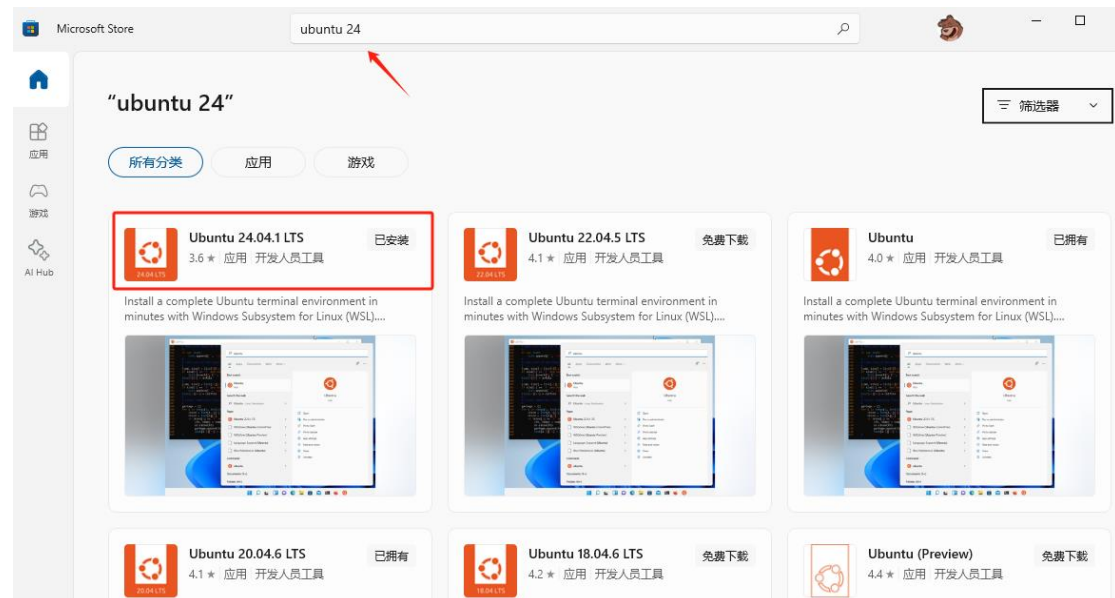 Microsoft Store
ubuntu 24
"ubuntu 24"
筛选器
所有分类 应用 游戏
应用
游戏
AI Hub
Ubuntu 24.04.1 LTS 已安装
3.6 ★ 应用 开发人员工具
24.04 LTS
Install a complete Ubuntu terminal environment in
minutes with Windows Subsystem for Linux (WSL)....
Ubuntu 22.04.5 LTS 免费下载
4.1 ★ 应用 开发人员工具
22.04 LTS
Install a complete Ubuntu terminal environment in
minutes with Windows Subsystem for Linux (WSL)....
Ubuntu 已拥有
4.0 ★ 应用 开发人员工具
Install a complete Ubuntu terminal environment in
minutes with Windows Subsystem for Linux (WSL)....
Ubuntu 20.04.6 LTS 已拥有
4.1 ★ 应用 开发人员工具
20.04 LTS
Ubuntu 18.04.6 LTS 免费下载
4.2 ★ 应用 开发人员工具
18.04 LTS
Ubuntu (Preview) 免费下载
4.4 ★ 应用 开发人员工具